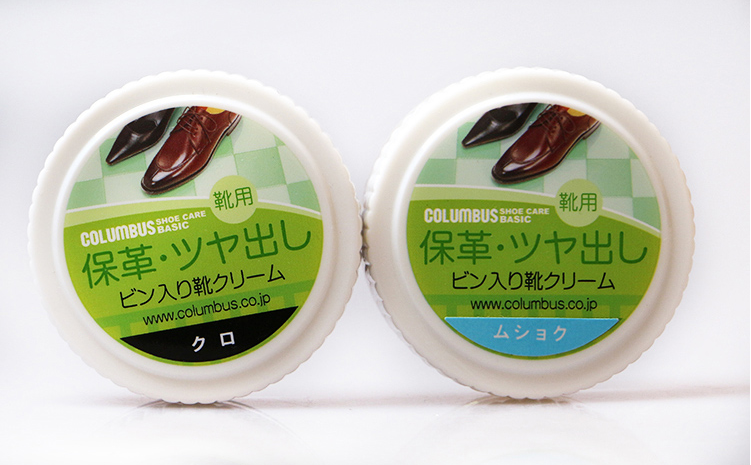 靴用
COLUMBUS SHOE CARE BASIC
保革・ツヤ出し
ビン入り靴クリーム
www.columbus.co.jp
クロ
靴用
COLUMBUS SHOE CARE BASIC
保革・ツヤ出し
ビン入り靴クリーム
www.columbus.co.jp
ムショク